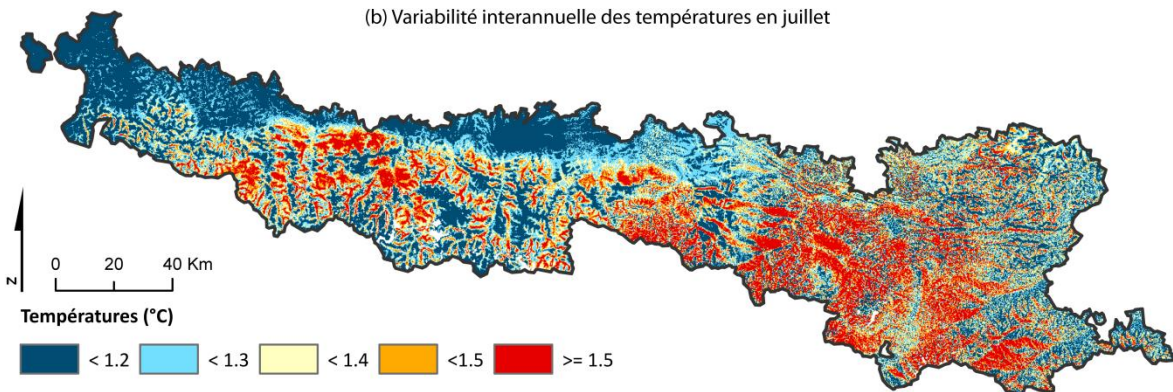 (b) Variabilité interannuelle des températures en juillet
N
0 20 40 Km
Températures (°C)
< 1.2 < 1.3 < 1.4 <1.5 >= 1.5